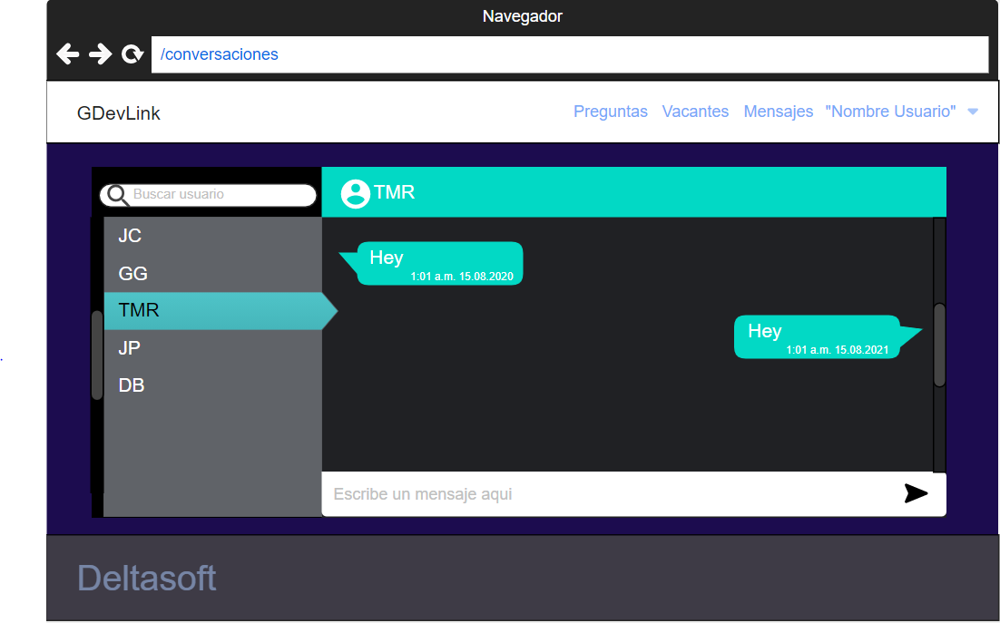 Navegador
/conversaciones
GDevLink
Preguntas Vacantes Mensajes "Nombre Usuario"
Buscar usuario
TMR
JC
GG
TMR
JP
DB
Hey
1:01 a.m. 15.08.2020
Hey
1:01 a.m. 15.08.2021
Escribe un mensaje aqui
Deltasoft